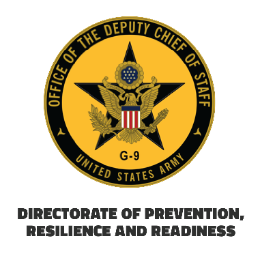 OFFICE OF THE DEPUTY CHIEF OF STAFF
G-9
UNITED STATES ARMY
DIRECTORATE OF PREVENTION,
RESILIENCE AND READINESS